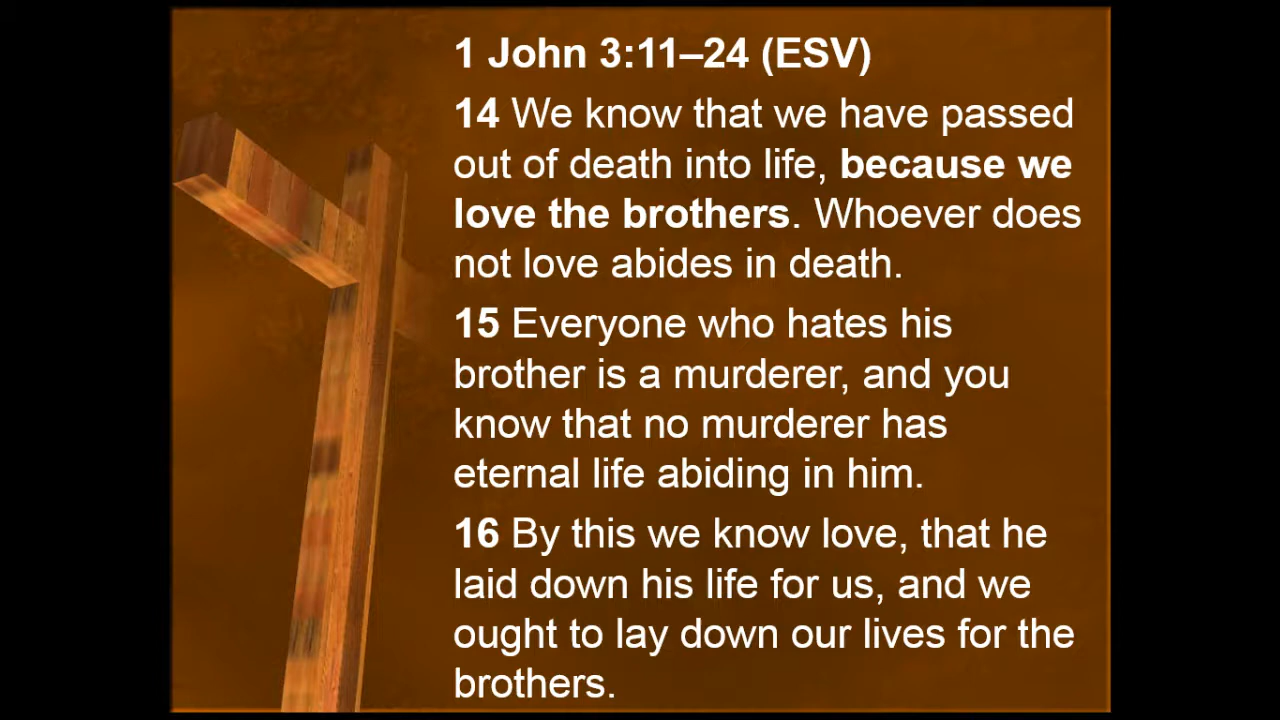 1 John 3:11–24 (ESV)
14 We know that we have passed
out of death into life, because we
love the brothers. Whoever does
not love abides in death.
15 Everyone who hates his
brother is a murderer, and you
know that no murderer has
eternal life abiding in him.
16 By this we know love, that he
laid down his life for us, and we
ought to lay down our lives for the
brothers.